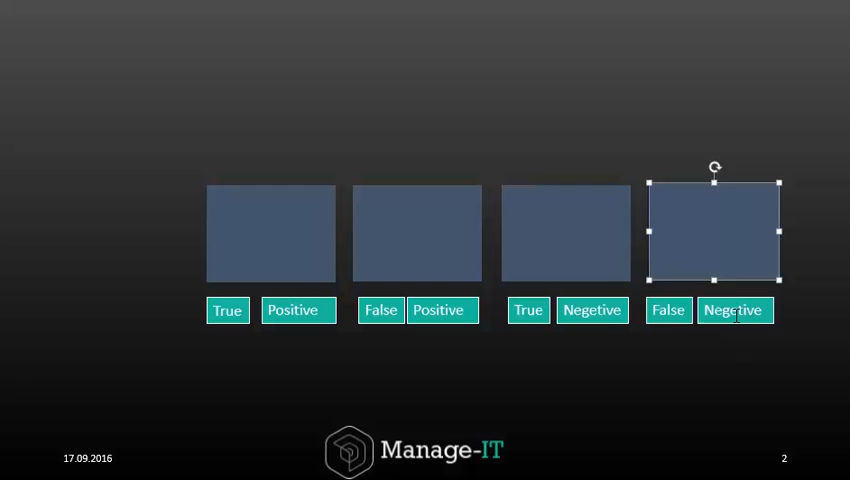 True Positive False Positive True Negetive False Negetive
17.09.2016 Manage-IT 2